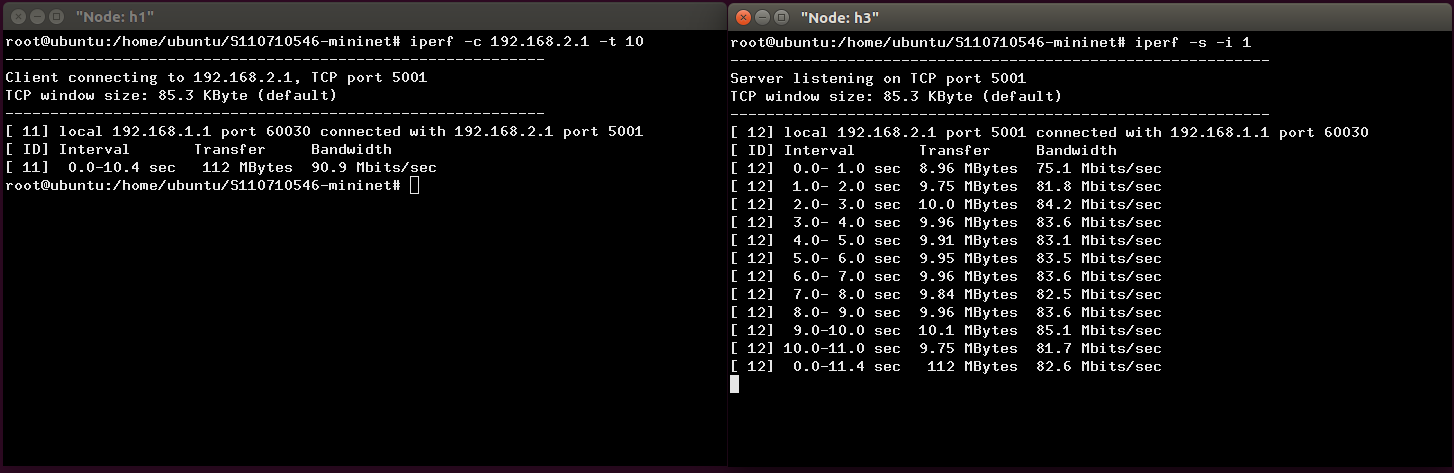 "Node: h1"
root@ubuntu:/home/ubuntu/S110710546-mininet# iperf -c 192.168.2.1 -t 10
------------------------------------------------------------
Client connecting to 192.168.2.1, TCP port 5001
TCP window size: 85.3 KByte (default)
------------------------------------------------------------
[ 11] local 192.168.1.1 port 60030 connected with 192.168.2.1 port 5001
[ ID] Interval       Transfer     Bandwidth
[ 11]  0.0-10.4 sec   112 MBytes  90.9 Mbits/sec
root@ubuntu:/home/ubuntu/S110710546-mininet#
"Node: h3"
root@ubuntu:/home/ubuntu/S110710546-mininet# iperf -s -i 1
------------------------------------------------------------
Server listening on TCP port 5001
TCP window size: 85.3 KByte (default)
------------------------------------------------------------
[ 12] local 192.168.2.1 port 5001 connected with 192.168.1.1 port 60030
[ ID] Interval       Transfer     Bandwidth
[ 12]  0.0- 1.0 sec  8.96 MBytes  75.1 Mbits/sec
[ 12]  1.0- 2.0 sec  9.75 MBytes  81.8 Mbits/sec
[ 12]  2.0- 3.0 sec  10.0 MBytes  84.2 Mbits/sec
[ 12]  3.0- 4.0 sec  9.96 MBytes  83.6 Mbits/sec
[ 12]  4.0- 5.0 sec  9.91 MBytes  83.1 Mbits/sec
[ 12]  5.0- 6.0 sec  9.95 MBytes  83.5 Mbits/sec
[ 12]  6.0- 7.0 sec  9.96 MBytes  83.6 Mbits/sec
[ 12]  7.0- 8.0 sec  9.84 MBytes  82.5 Mbits/sec
[ 12]  8.0- 9.0 sec  9.96 MBytes  83.6 Mbits/sec
[ 12]  9.0-10.0 sec  10.1 MBytes  85.1 Mbits/sec
[ 12] 10.0-11.0 sec  9.75 MBytes  81.7 Mbits/sec
[ 12]  0.0-11.4 sec   112 MBytes  82.6 Mbits/sec